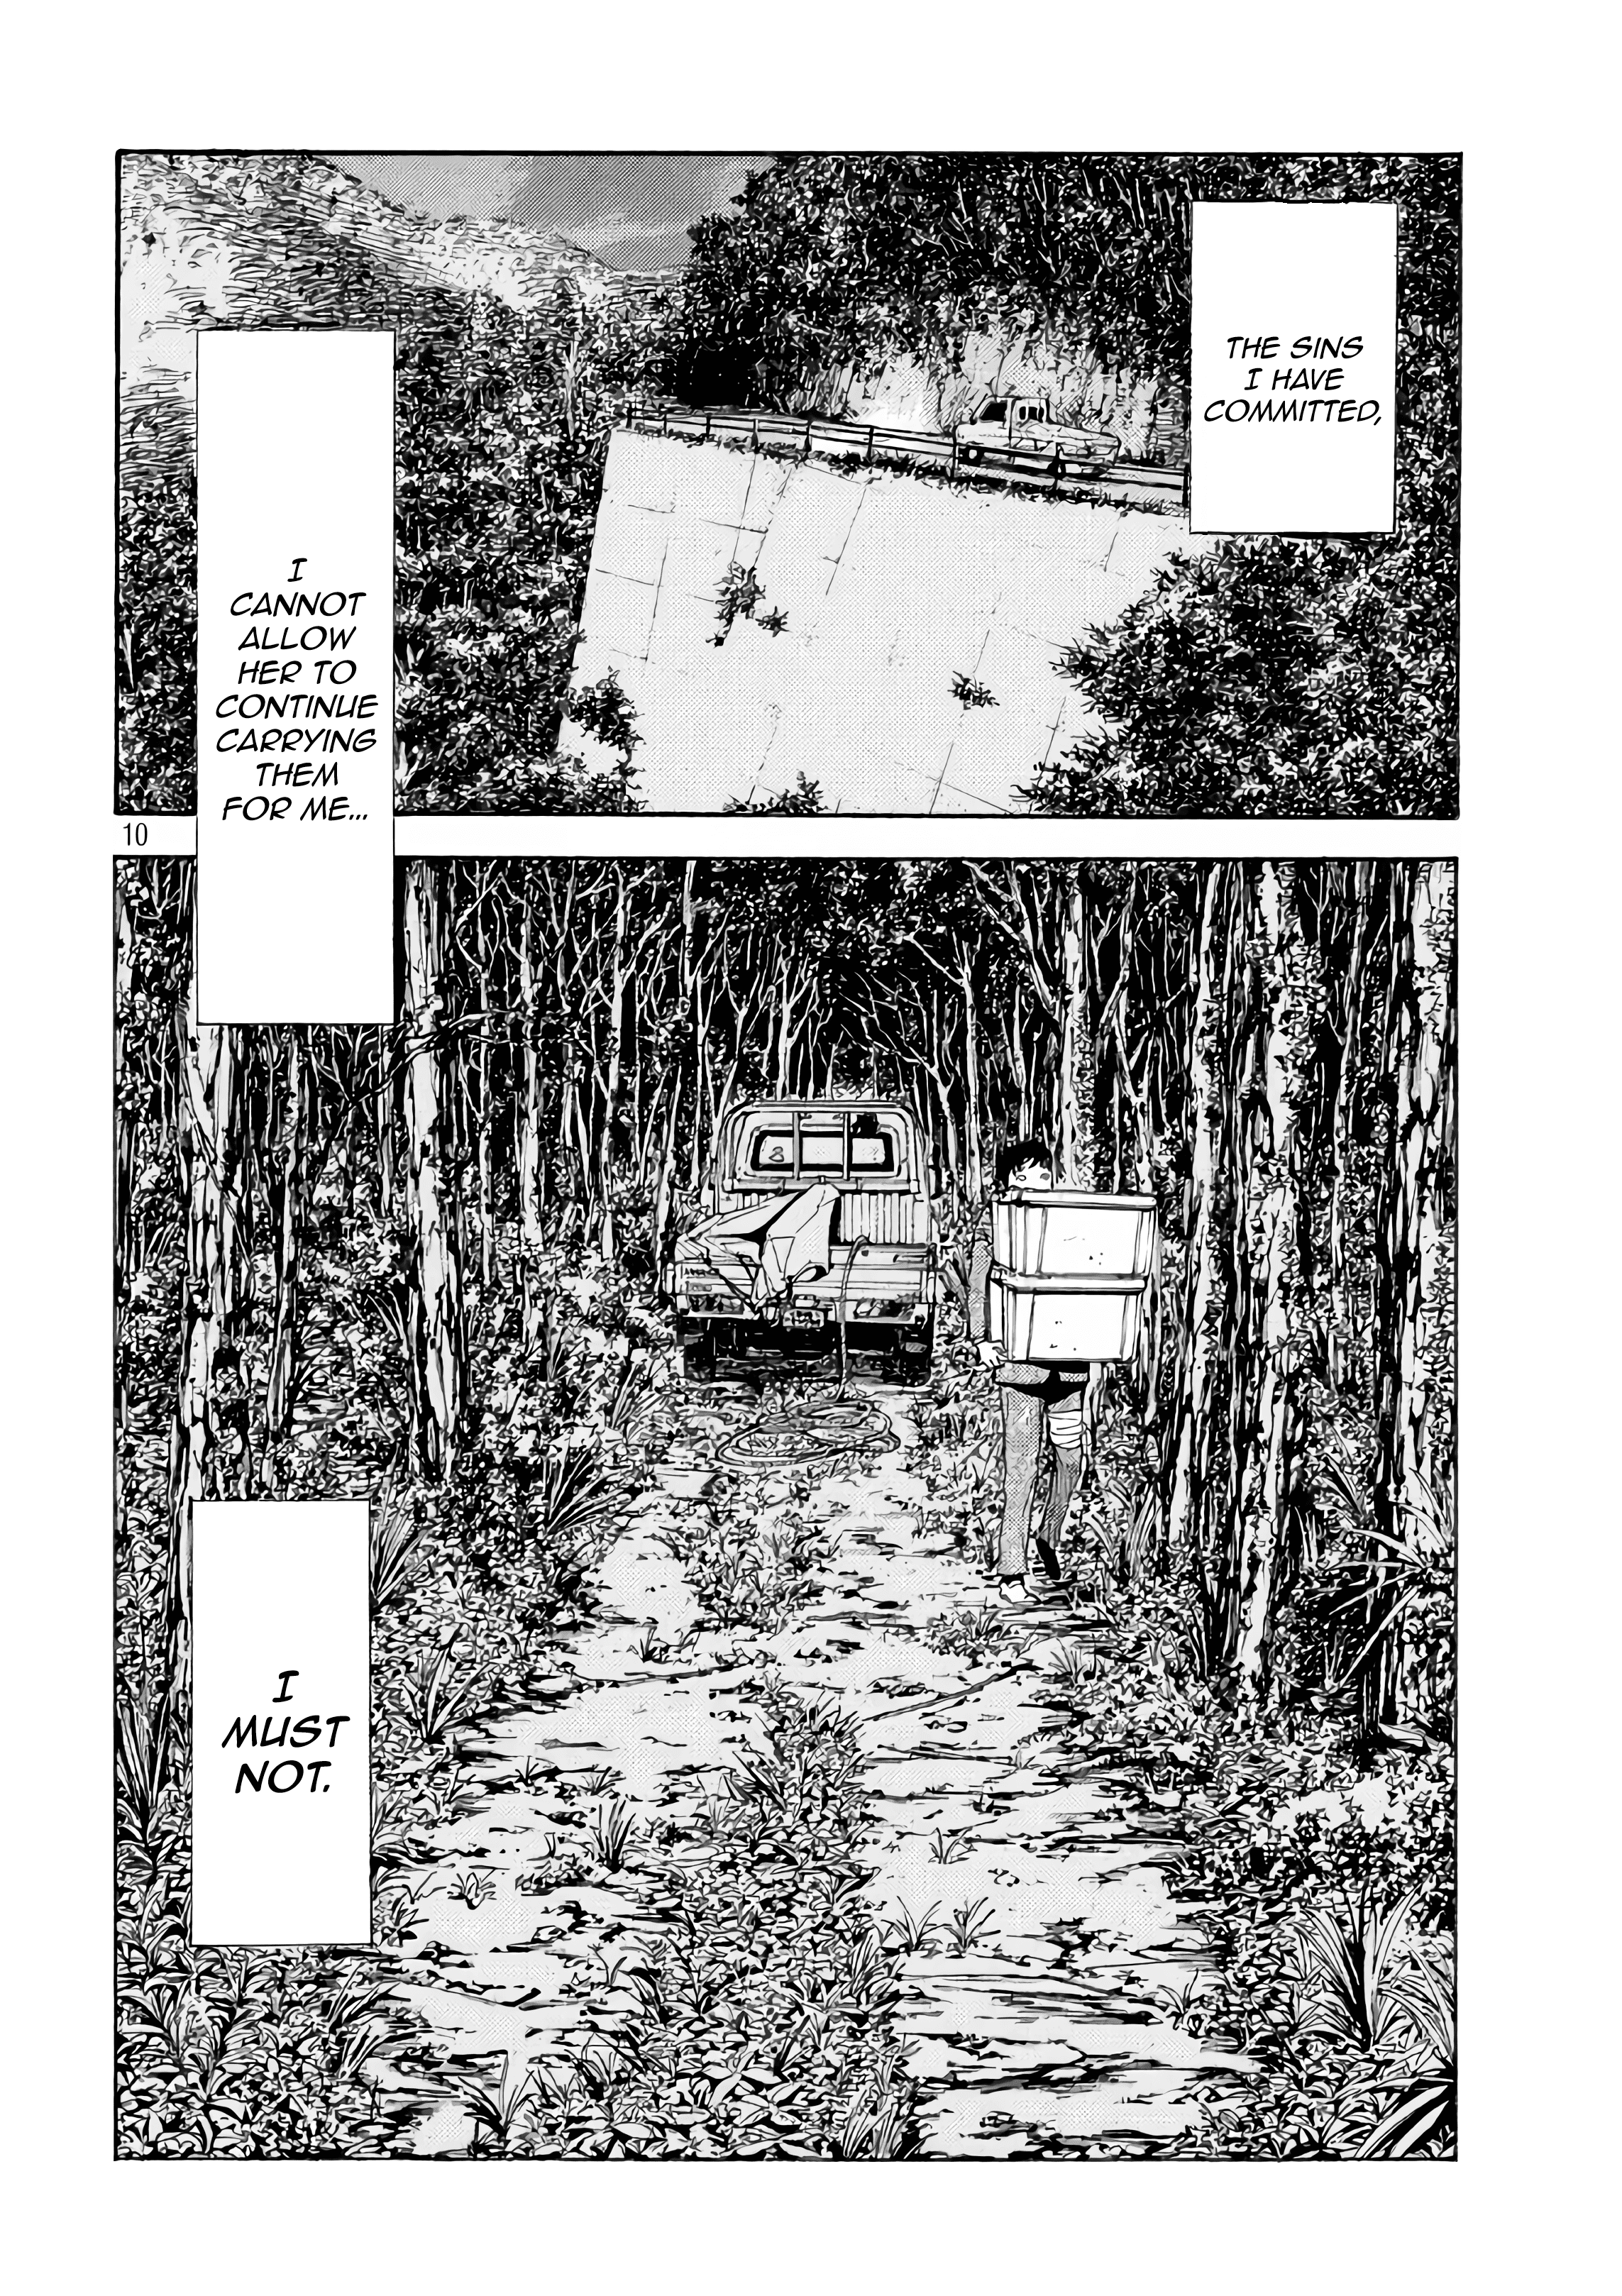 THE SINS
I HAVE
COMMITTED,
I
CANNOT
ALLOW
HER TO
CONTINUE
CARRYING
THEM
FOR ME...
10
I
MUST
NOT.